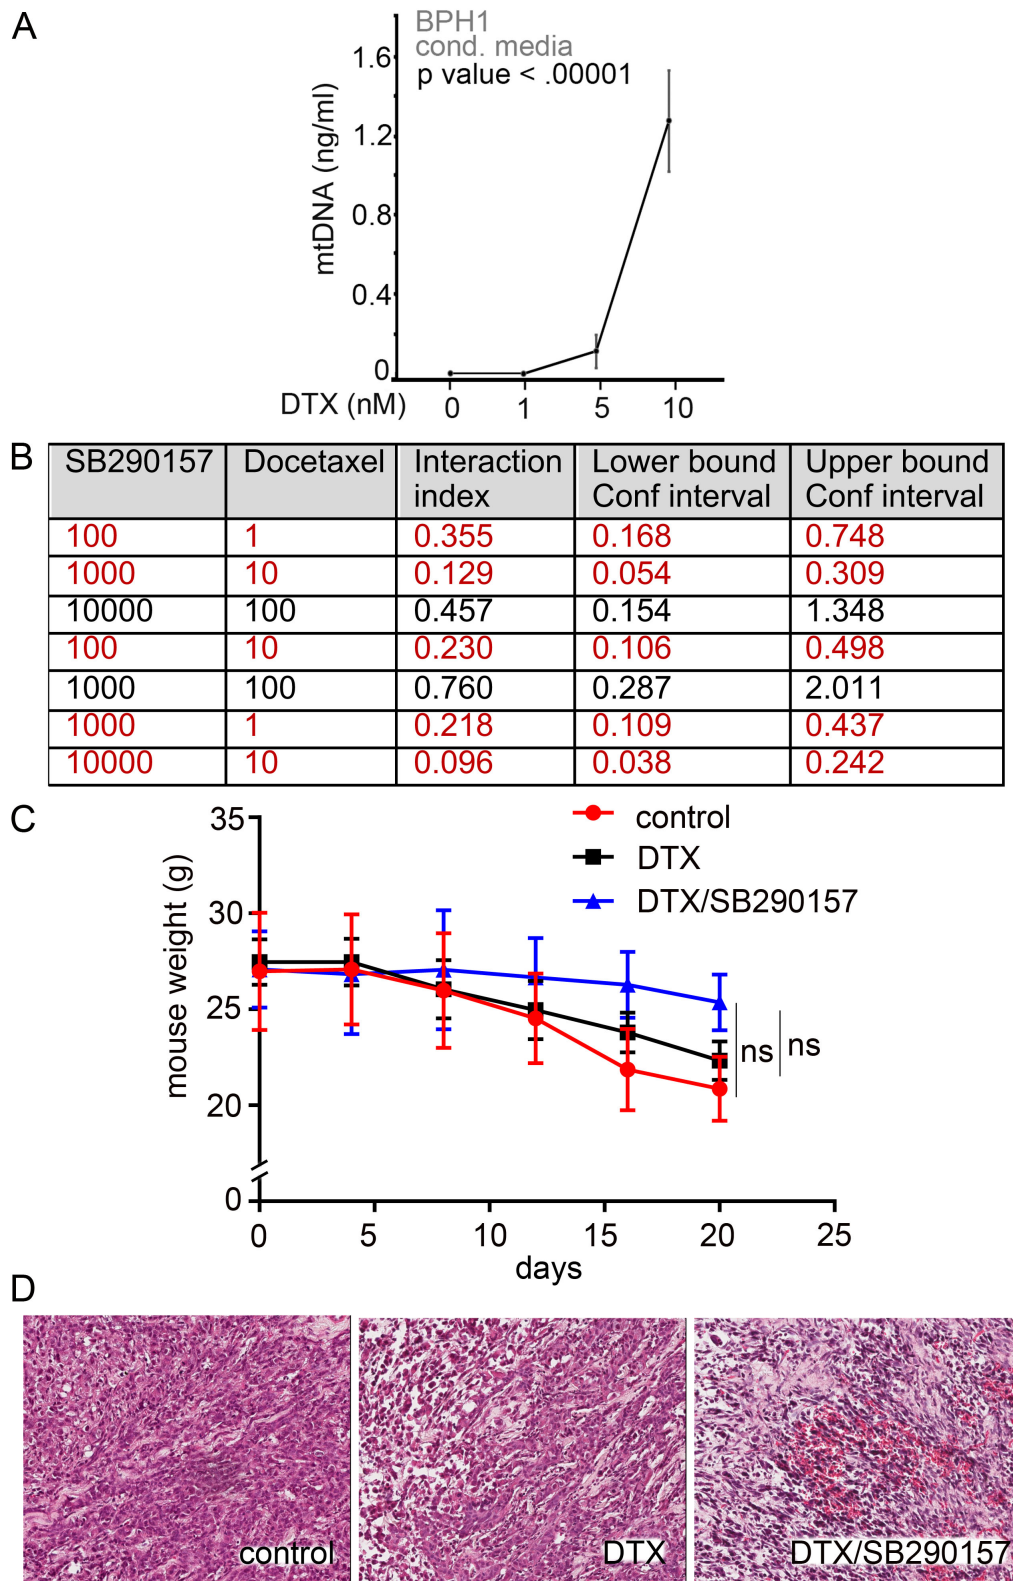 A
BPH1
cond. media
p value < .00001
mtDNA (ng/ml)
1.6
1.2
0.8
0.4
0
DTX (nM) 0 1 5 10
B
SB290157 Docetaxel Interaction index Lower bound Conf interval Upper bound Conf interval
100 1 0.355 0.168 0.748
1000 10 0.129 0.054 0.309
10000 100 0.457 0.154 1.348
100 10 0.230 0.106 0.498
1000 100 0.760 0.287 2.011
1000 1 0.218 0.109 0.437
10000 10 0.096 0.038 0.242
C
control
DTX
DTX/SB290157
mouse weight (g)
35
30
25
20
0
ns ns
0 5 10 15 20 25
days
D
control DTX DTX/SB290157